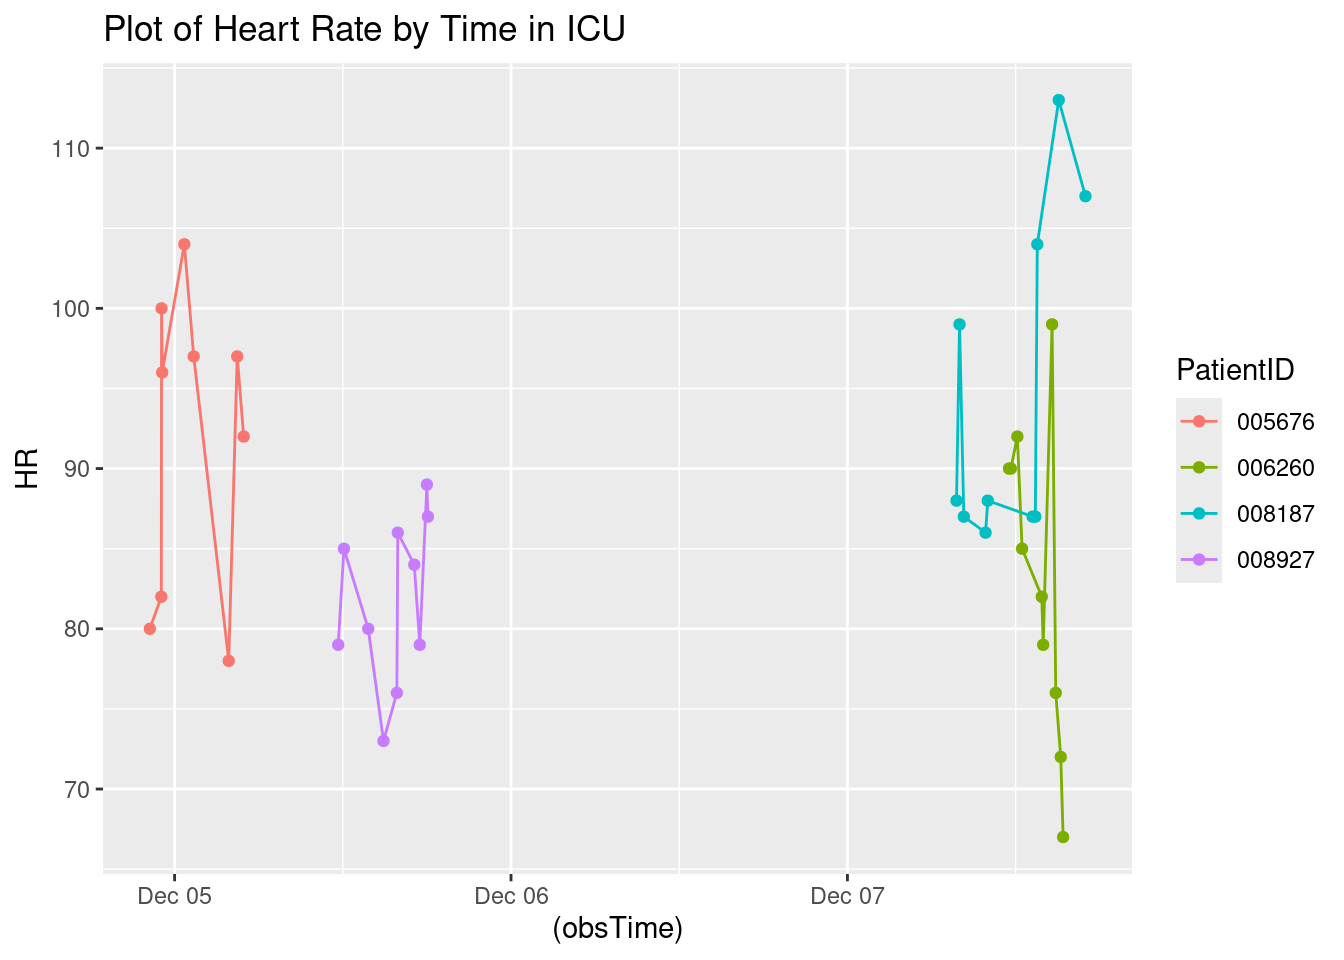 Plot of Heart Rate by Time in ICU
110
100
90
80
70
HR
Dec 05
Dec 06
Dec 07
(obsTime)
PatientID
005676
006260
008187
008927